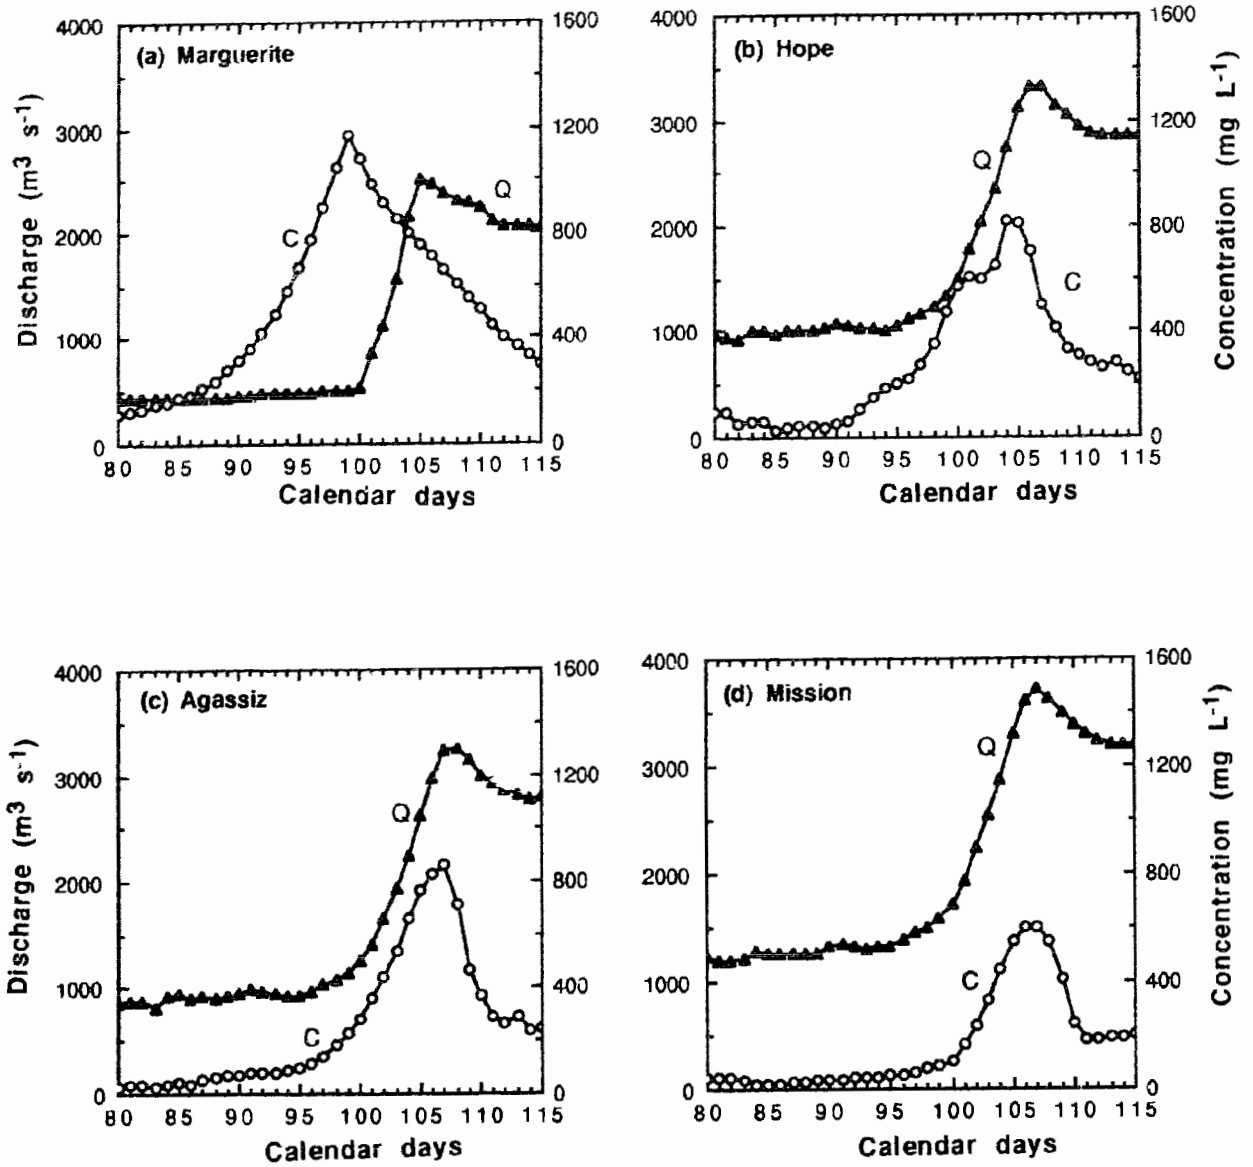 4000
3000
2000
1000
0
1600
1200
800
400
0
(a) Marguerite
C
Q
80 85 90 95 100 105 110 115
Calendar days
Discharge (m³ s⁻¹)
4000
3000
2000
1000
0
1600
1200
800
400
0
(b) Hope
Q
C
80 85 90 95 100 105 110 115
Calendar days
Concentration (mg L⁻¹)
4000
3000
2000
1000
0
1600
1200
800
400
0
(c) Agassiz
Q
C
80 85 90 95 100 105 110 115
Calendar days
Discharge (m³ s⁻¹)
4000
3000
2000
1000
0
1600
1200
800
400
0
(d) Mission
Q
C
80 85 90 95 100 105 110 115
Calendar days
Concentration (mg L⁻¹)